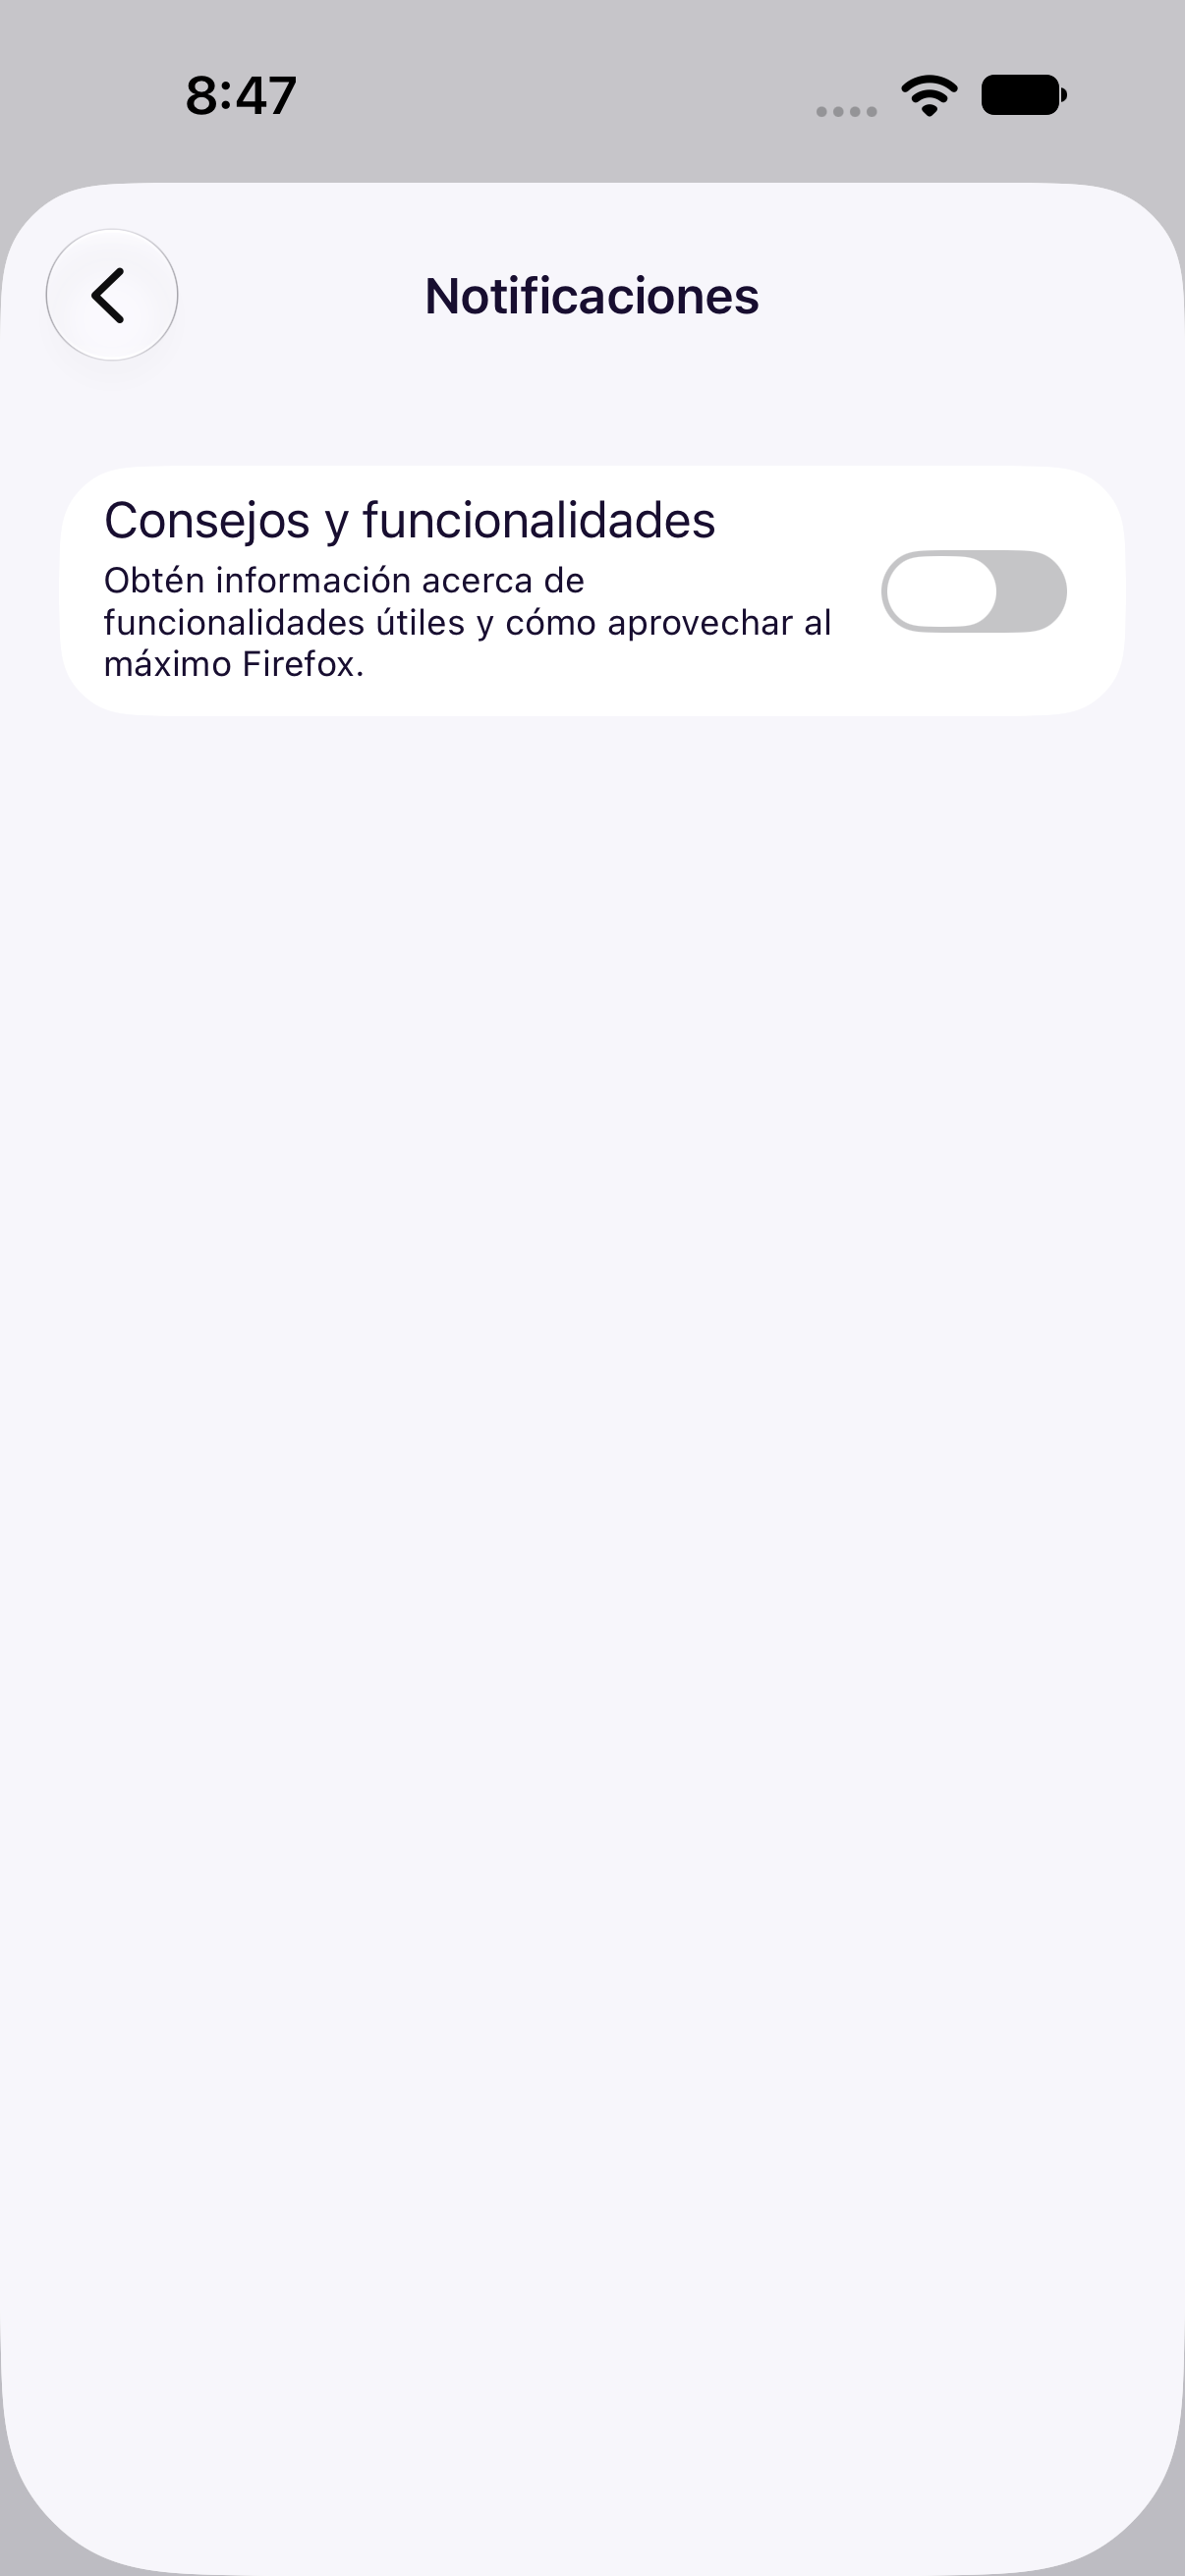 8:47
Notificaciones
Consejos y funcionalidades
Obtén información acerca de
funcionalidades útiles y cómo aprovechar al
máximo Firefox.